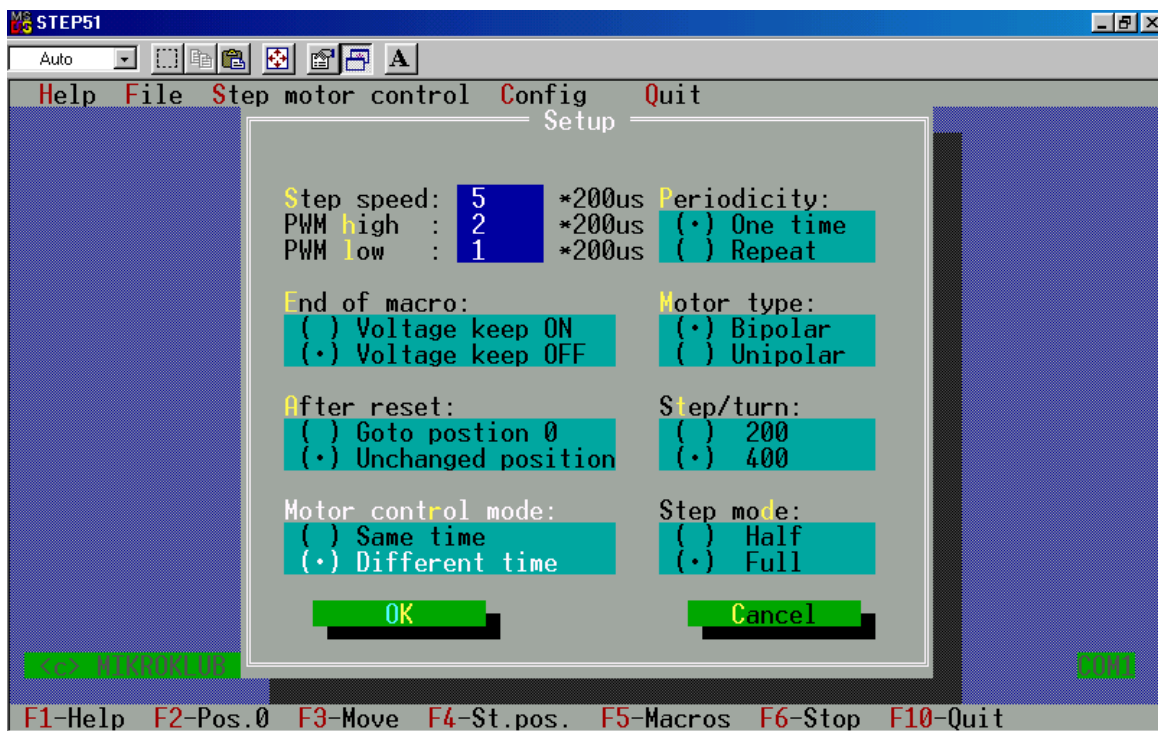 STEP51
Auto
A
Help File Step motor control Config Quit
Setup
Step speed: 5 *200us
PWM high : 2 *200us
PWM low : 1 *200us
Periodicity:
(•) One time
( ) Repeat
End of macro:
( ) Voltage keep ON
(•) Voltage keep OFF
Motor type:
(•) Bipolar
( ) Unipolar
After reset:
( ) Goto postion 0
(•) Unchanged position
Step/turn:
( ) 200
(•) 400
Motor control mode:
( ) Same time
(•) Different time
Step mode:
( ) Half
(•) Full
OK
Cancel
<c> MIKROKLUB
COM1
F1-Help F2-Pos.0 F3-Move F4-St.pos. F5-Macros F6-Stop F10-Quit